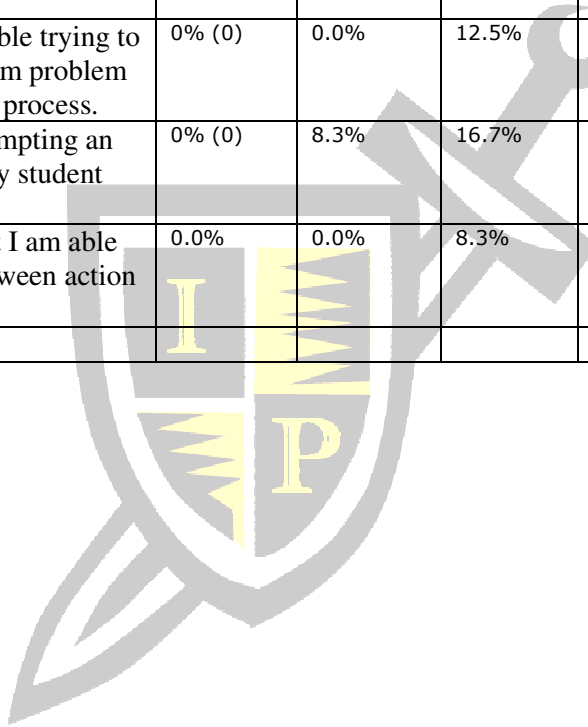 ble trying to 0% (0) 0.0% 12.5%
m problem
process.
mpting an 0% (0) 8.3% 16.7%
y student
I am able 0.0% 0.0% 8.3%
ween action
I
P